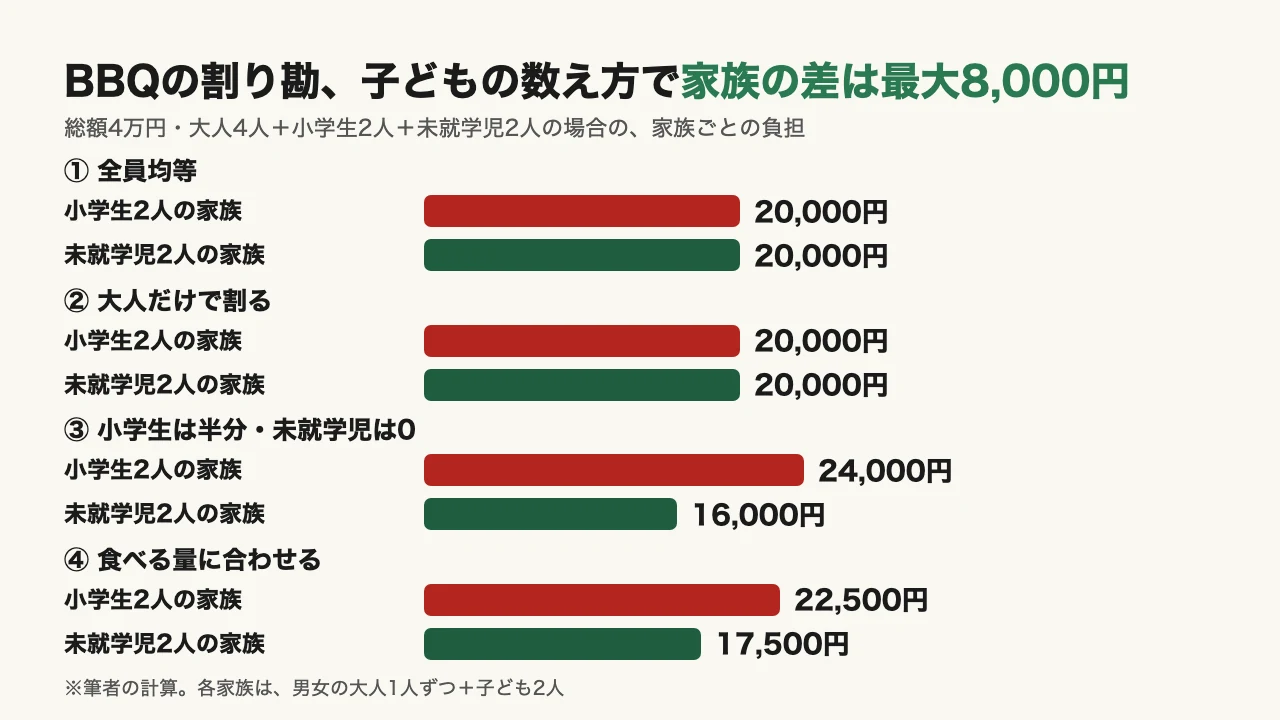 BBQの割り勘、子どもの数え方で家族の差は最大8,000円
総額4万円・大人4人＋小学生2人＋未就学児2人の場合の、家族ごとの負担
① 全員均等
小学生2人の家族 20,000円
未就学児2人の家族 20,000円
② 大人だけで割る
小学生2人の家族 20,000円
未就学児2人の家族 20,000円
③ 小学生は半分・未就学児は0
小学生2人の家族 24,000円
未就学児2人の家族 16,000円
④ 食べる量に合わせる
小学生2人の家族 22,500円
未就学児2人の家族 17,500円
※筆者の計算。各家族は、男女の大人1人ずつ＋子ども2人